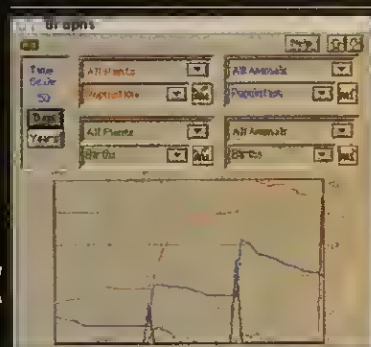 Graphs
Help
Time
Scale
50
Days
Years
All Plants
Population
All Animals
Population
All Plants
Births
All Animals
Births